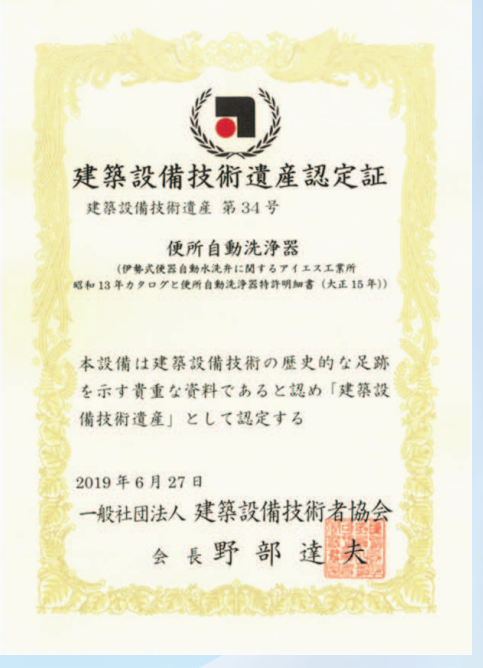 建築設備技術遺産認定証
建築設備技術遺産 第34号
便所自動洗浄器
(伊勢式便器自動水洗弁に関するアイエス工業所
昭和13年カタログと便所自動洗浄器特許明細書(大正15年))
本設備は建築設備技術の歴史的な足跡
を示す貴重な資料であると認め「建築設
備技術遺産」として認定する
2019年6月27日
一般社団法人 建築設備技術者協会
会長 野部達夫